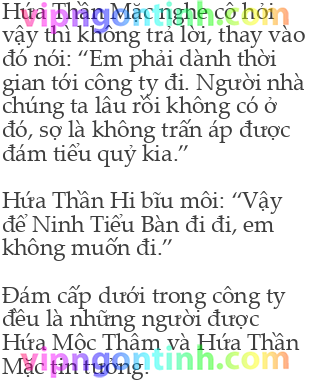 Hứa Thần Mặc nghe cô hỏi
vậy thì không trả lời, thay vào
đó nói: “Em phải dành thời
gian tới công ty đi. Người nhà
chúng ta lâu rồi không có ở
đó, sợ là không trấn áp được
đám tiểu quỷ kia.”
Hứa Thần Hi bĩu môi: “Vậy
để Ninh Tiểu Bàn đi đi, em
không muốn đi.”
Đám cấp dưới trong công ty
đều là những người được
Hứa Mộc Thâm và Hứa Thần
Mặc tin tưởng.
vipngontinh.com
vipngontinh.com